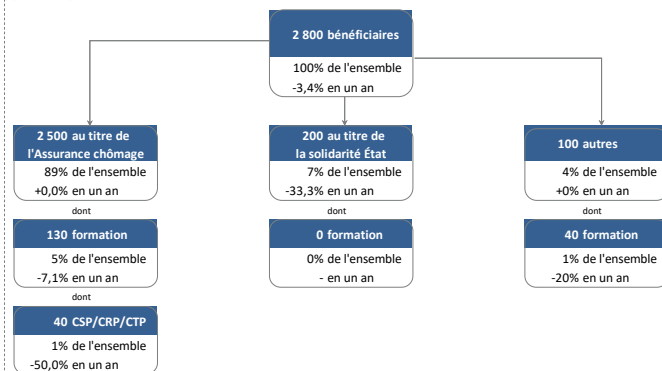 2 800 bénéficiaires
100% de l'ensemble
-3,4% en un an
2 500 au titre de
l'Assurance chômage
89% de l'ensemble
+0,0% en un an
dont
130 formation
5% de l'ensemble
-7,1% en un an
dont
40 CSP/CRP/CTP
1% de l'ensemble
-50,0% en un an
200 au titre de
la solidarité État
7% de l'ensemble
-33,3% en un an
dont
0 formation
0% de l'ensemble
- en un an
100 autres
4% de l'ensemble
+0% en un an
dont
40 formation
1% de l'ensemble
-20% en un an